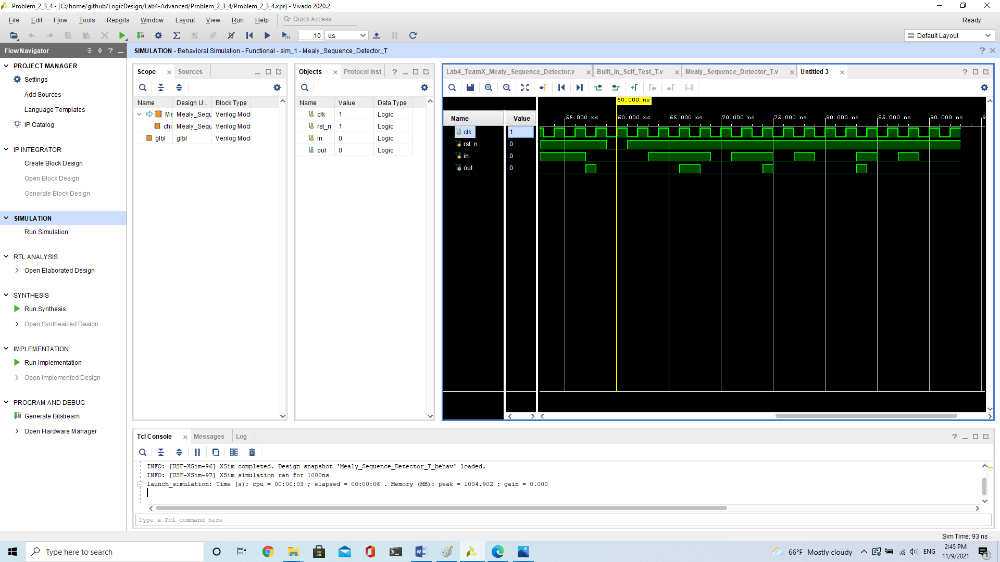 Problem_2_3_4 - [C:/home/github/LogicDesign/Lab4-Advanced/Problem_2_3_4/Problem_2_3_4.xpr] - Vivado 2020.2
File Edit Flow Tools Reports Window Layout View Run Help Quick Access Ready
10 us Default Layout
Flow Navigator
PROJECT MANAGER
Settings
Add Sources
Language Templates
IP Catalog
IP INTEGRATOR
Create Block Design
Open Block Design
Generate Block Design
SIMULATION
Run Simulation
RTL ANALYSIS
Open Elaborated Design
SYNTHESIS
Run Synthesis
Open Synthesized Design
IMPLEMENTATION
Run Implementation
Open Implemented Design
PROGRAM AND DEBUG
Generate Bitstream
Open Hardware Manager
SIMULATION - Behavioral Simulation - Functional - sim_1 - Mealy_Sequence_Detector_T
Scope Sources
Name Design U... Block Type
Me Mealy_Sequ Verilog Mod
chi Mealy_Sequ Verilog Mod
glbl glbl Verilog Mod
Objects Protocol Inst
Name Value Data Type
clk 1 Logic
rst_n 1 Logic
in 0 Logic
out 0 Logic
Lab4_TeamX_Mealy_Sequence_Detector.v Built_In_Self_Test_T.v Mealy_Sequence_Detector_T.v Untitled 3
60.000 ns
Name Value 55.000 ns 60.000 ns 65.000 ns 70.000 ns 75.000 ns 80.000 ns 85.000 ns 90.000 ns 9
clk 1
rst_n 0
in 0
out 0
Tcl Console Messages Log
INFO: [USF-XSim-96] XSim completed. Design snapshot 'Mealy_Sequence_Detector_T_behav' loaded.
INFO: [USF-XSim-97] XSim simulation ran for 1000ns
launch_simulation: Time (s): cpu = 00:00:03 ; elapsed = 00:00:06 . Memory (MB): peak = 1004.902 ; gain = 0.000
Type a Tcl command here
Sim Time: 93 ns
Type here to search
66°F Mostly cloudy ENG
2:45 PM
11/9/2021
1